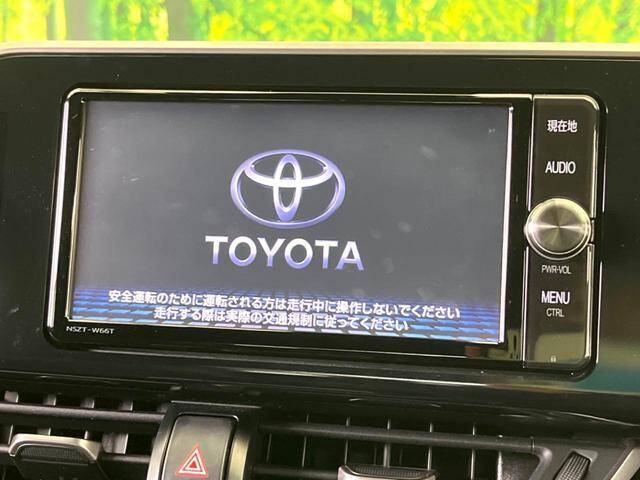 現在地
AUDIO
TOYOTA
PWR-VOL
MENU
CTRL
安全運転のために運転される方は走行中に操作しないでください
走行する際は実際の交通規制に従ってください
NSZT-W66T